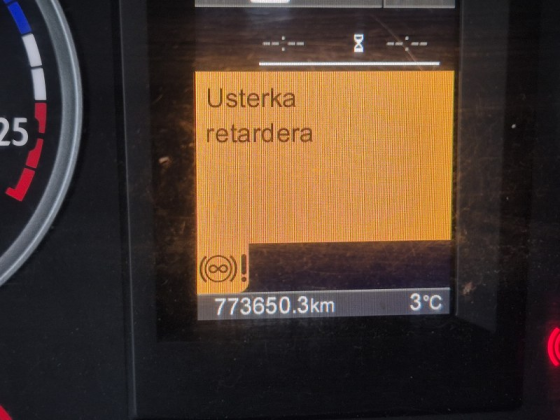 --:-- --:--
Usterka
retardera
!
773650.3km 3°C
25